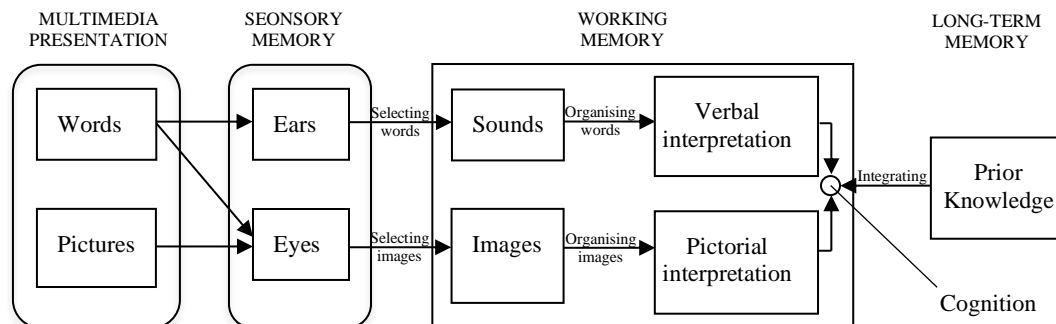 MULTIMEDIA
PRESENTATION
SEONSORY
MEMORY
WORKING
MEMORY
LONG-TERM
MEMORY
Words
Ears
Selecting
words
Sounds
Organising
words
Verbal
interpretation
Integrating
Prior
Knowledge
Pictures
Eyes
Selecting
images
Images
Organising
images
Pictorial
interpretation
Cognition